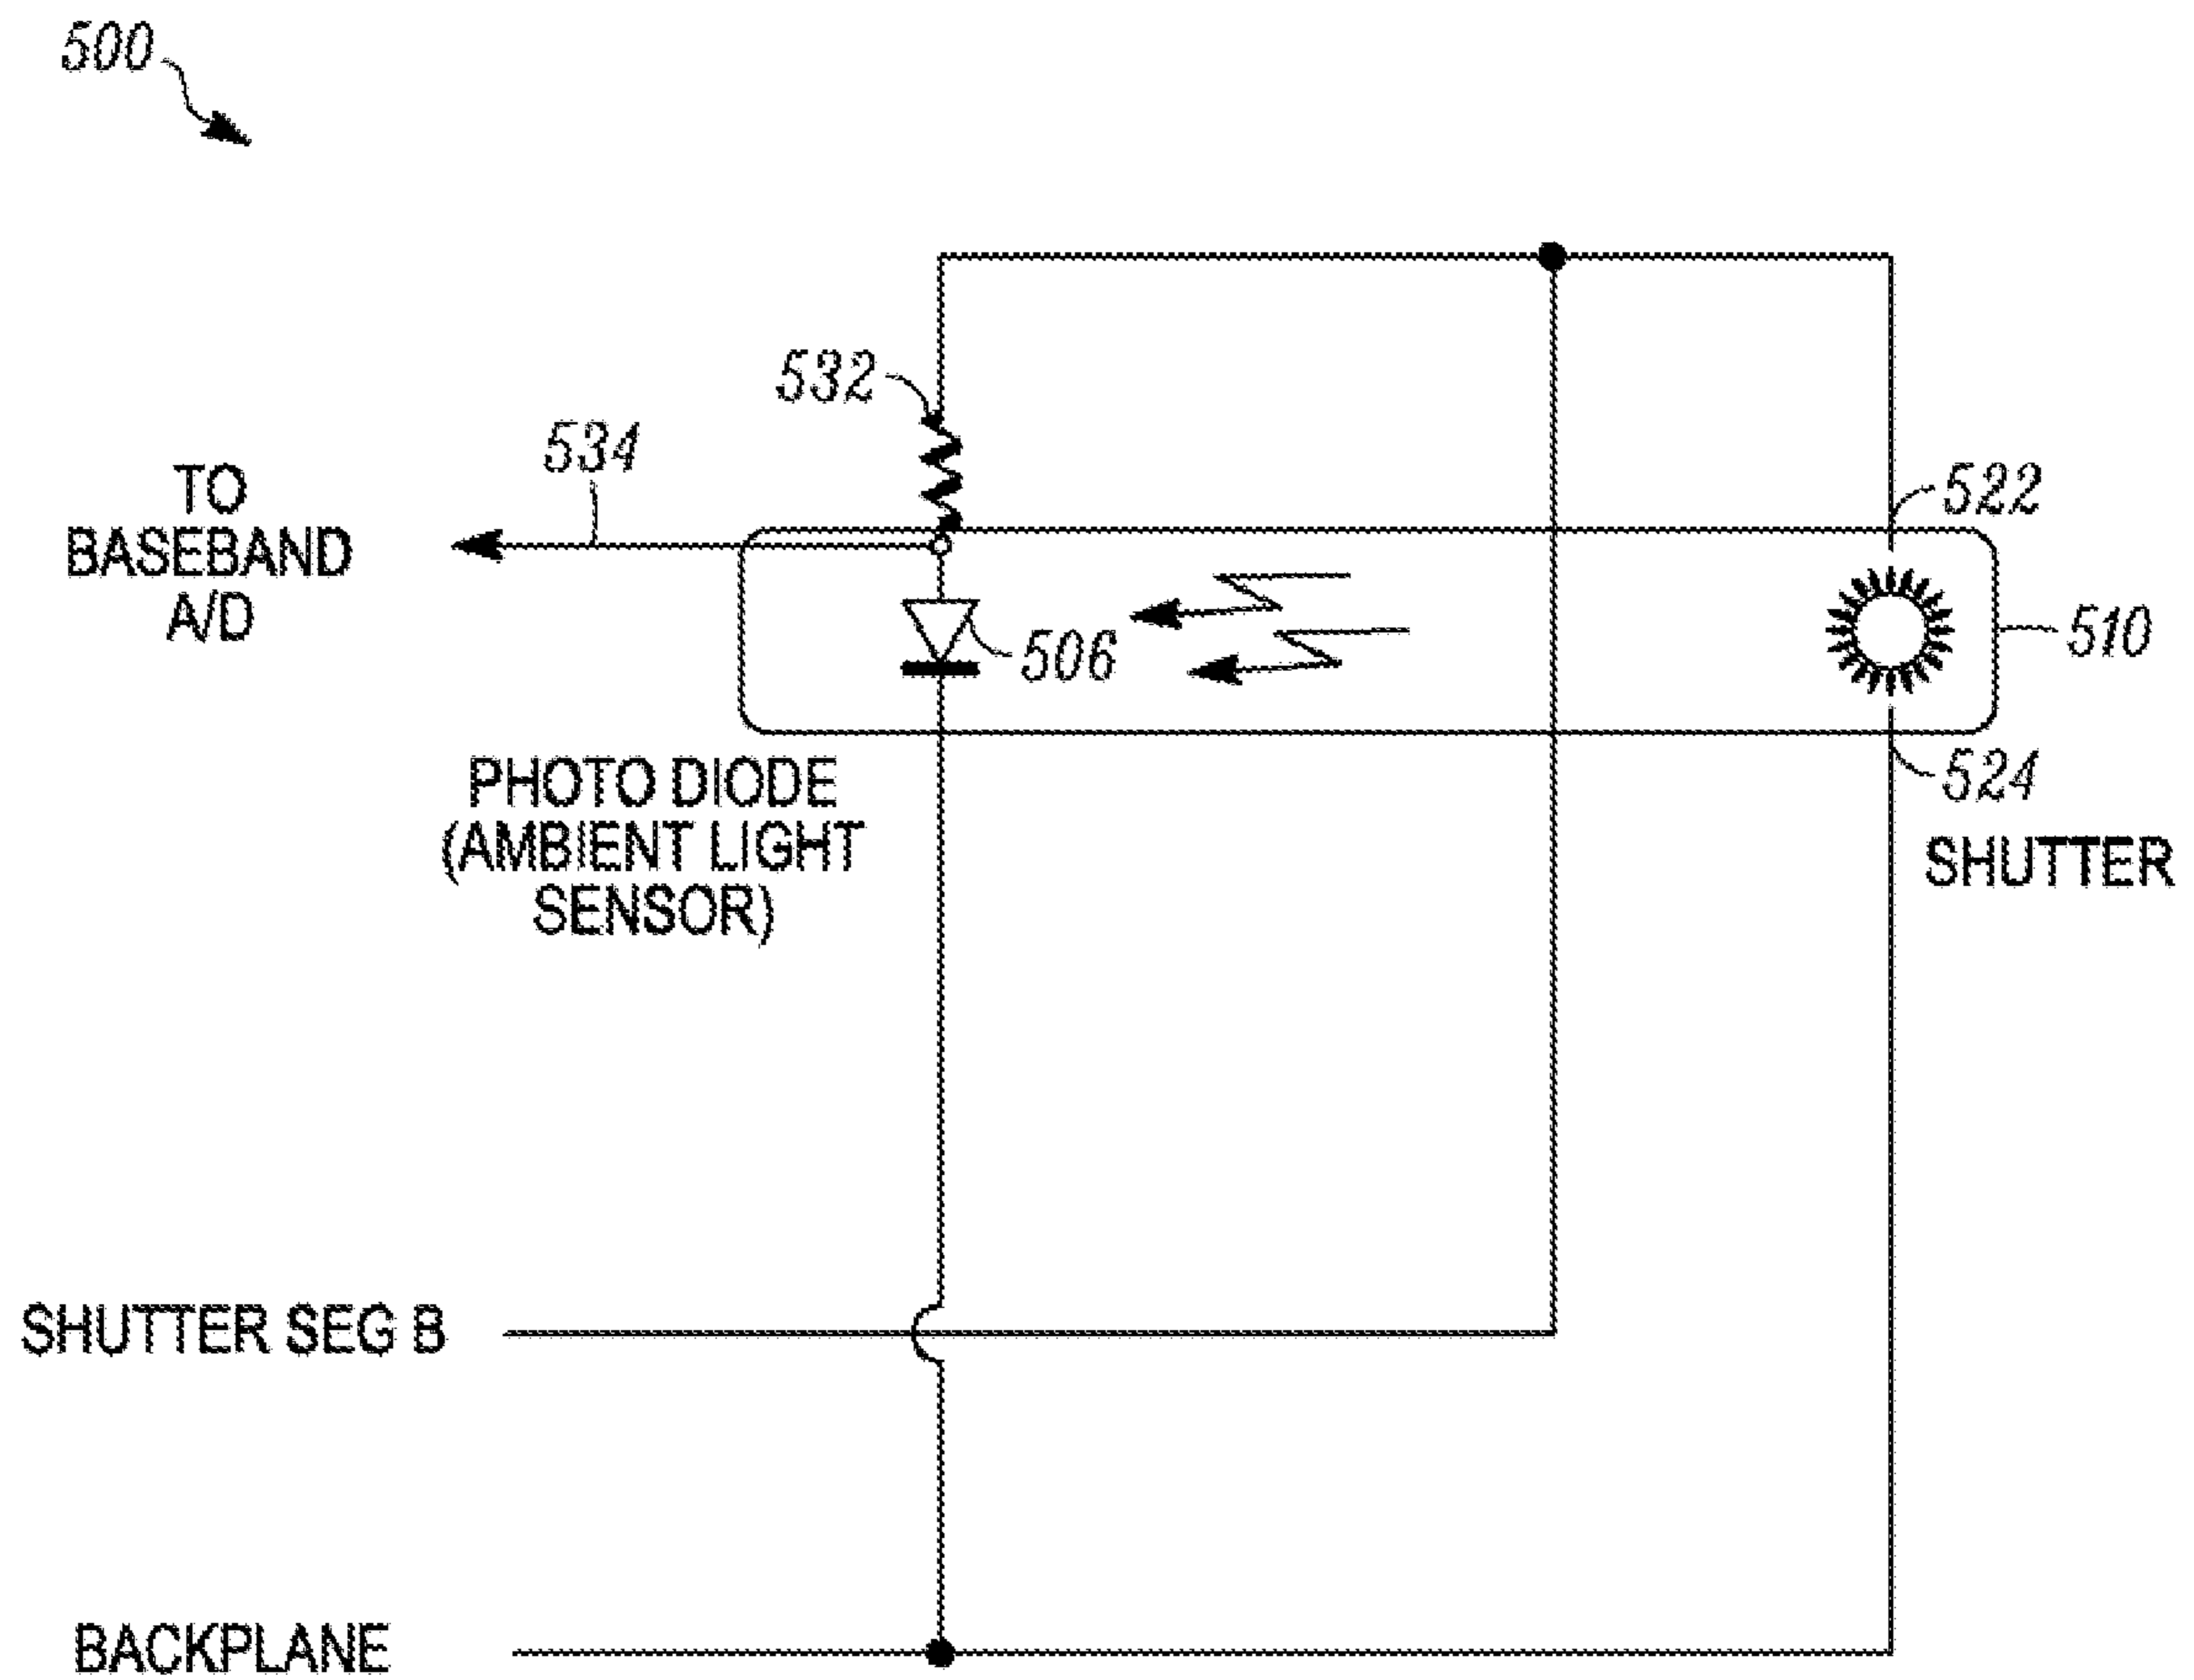 500
532
534
TO
BASEBAND
A/D
522
506
510
524
PHOTO DIODE
(AMBIENT LIGHT
SENSOR)
SHUTTER
SHUTTER SEG B
BACKPLANE